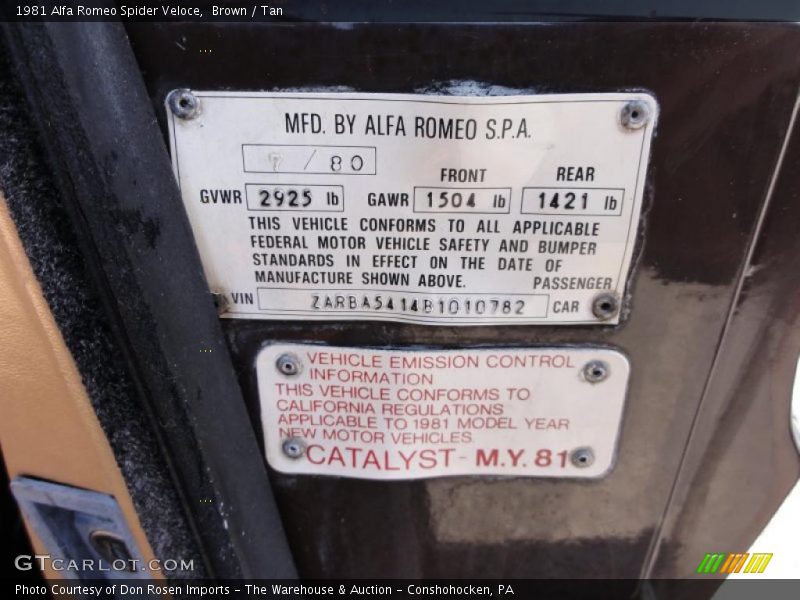 1981 Alfa Romeo Spider Veloce, Brown / Tan
MFD. BY ALFA ROMEO S.P.A.
/ 80
FRONT REAR
GVWR 2925 lb GAWR 1504 lb 1421 lb
THIS VEHICLE CONFORMS TO ALL APPLICABLE
FEDERAL MOTOR VEHICLE SAFETY AND BUMPER
STANDARDS IN EFFECT ON THE DATE OF
MANUFACTURE SHOWN ABOVE. PASSENGER
VIN ZARBA5414B1010782 CAR
VEHICLE EMISSION CONTROL
INFORMATION
THIS VEHICLE CONFORMS TO
CALIFORNIA REGULATIONS
APPLICABLE TO 1981 MODEL YEAR
NEW MOTOR VEHICLES.
CATALYST - M.Y. 81
GTCARLOT.COM
Photo Courtesy of Don Rosen Imports – The Warehouse & Auction – Conshohocken, PA